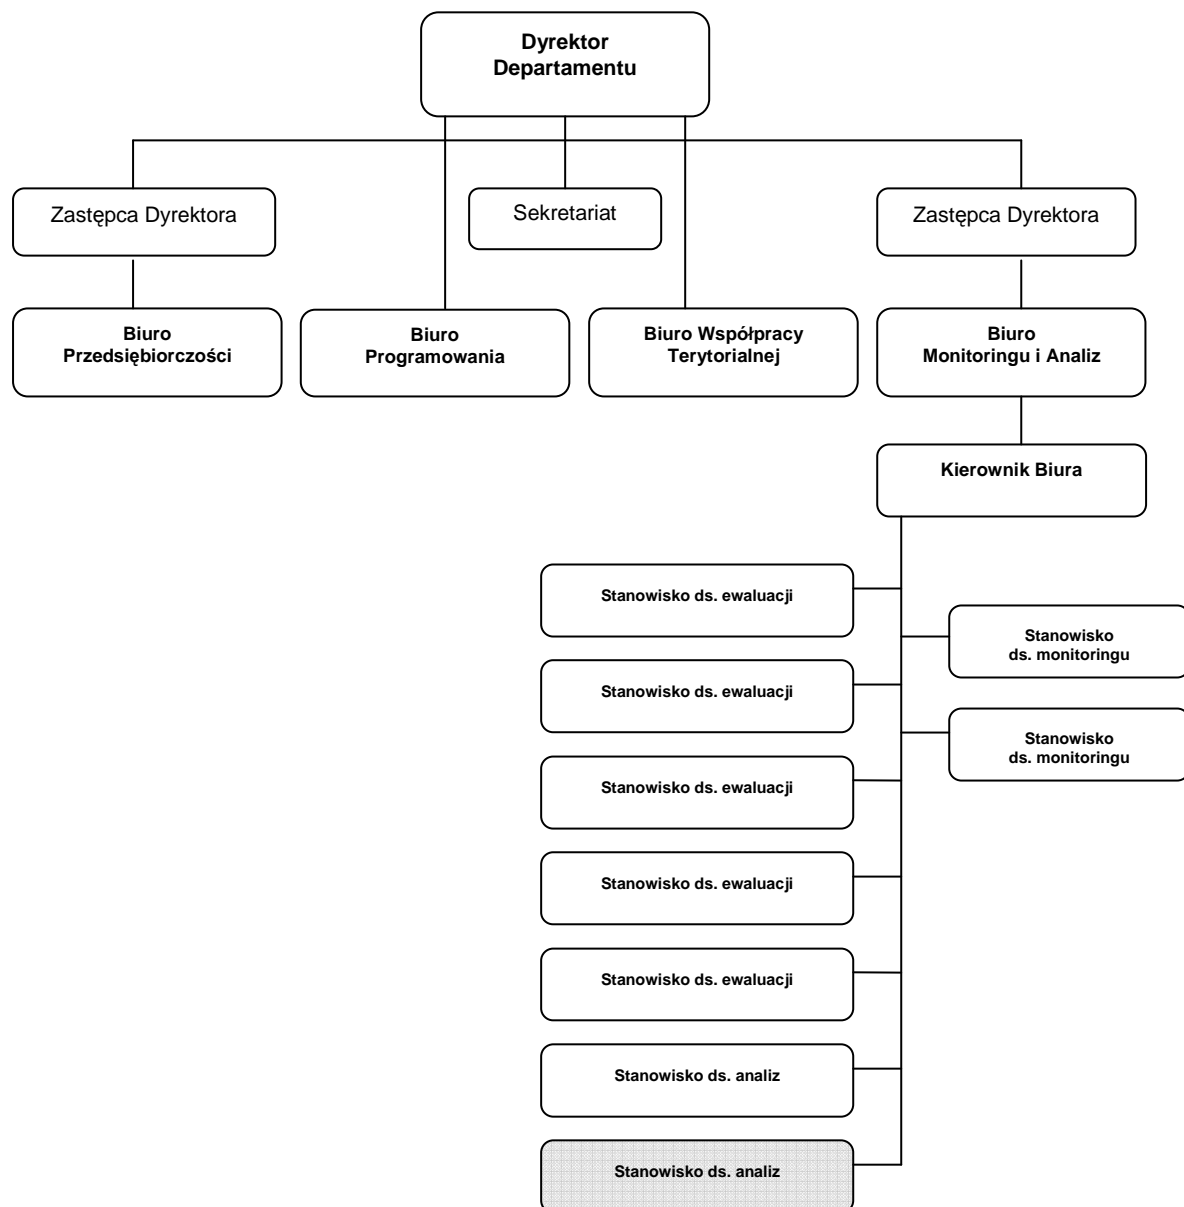 Dyrektor
Departamentu
Zastępca Dyrektora
Sekretariat
Zastępca Dyrektora
Biuro
Przedsiębiorczości
Biuro
Programowania
Biuro Współpracy
Terytorialnej
Biuro
Monitoringu i Analiz
Kierownik Biura
Stanowisko ds. ewaluacji
Stanowisko
ds. monitoringu
Stanowisko ds. ewaluacji
Stanowisko
ds. monitoringu
Stanowisko ds. ewaluacji
Stanowisko ds. ewaluacji
Stanowisko ds. ewaluacji
Stanowisko ds. analiz
Stanowisko ds. analiz